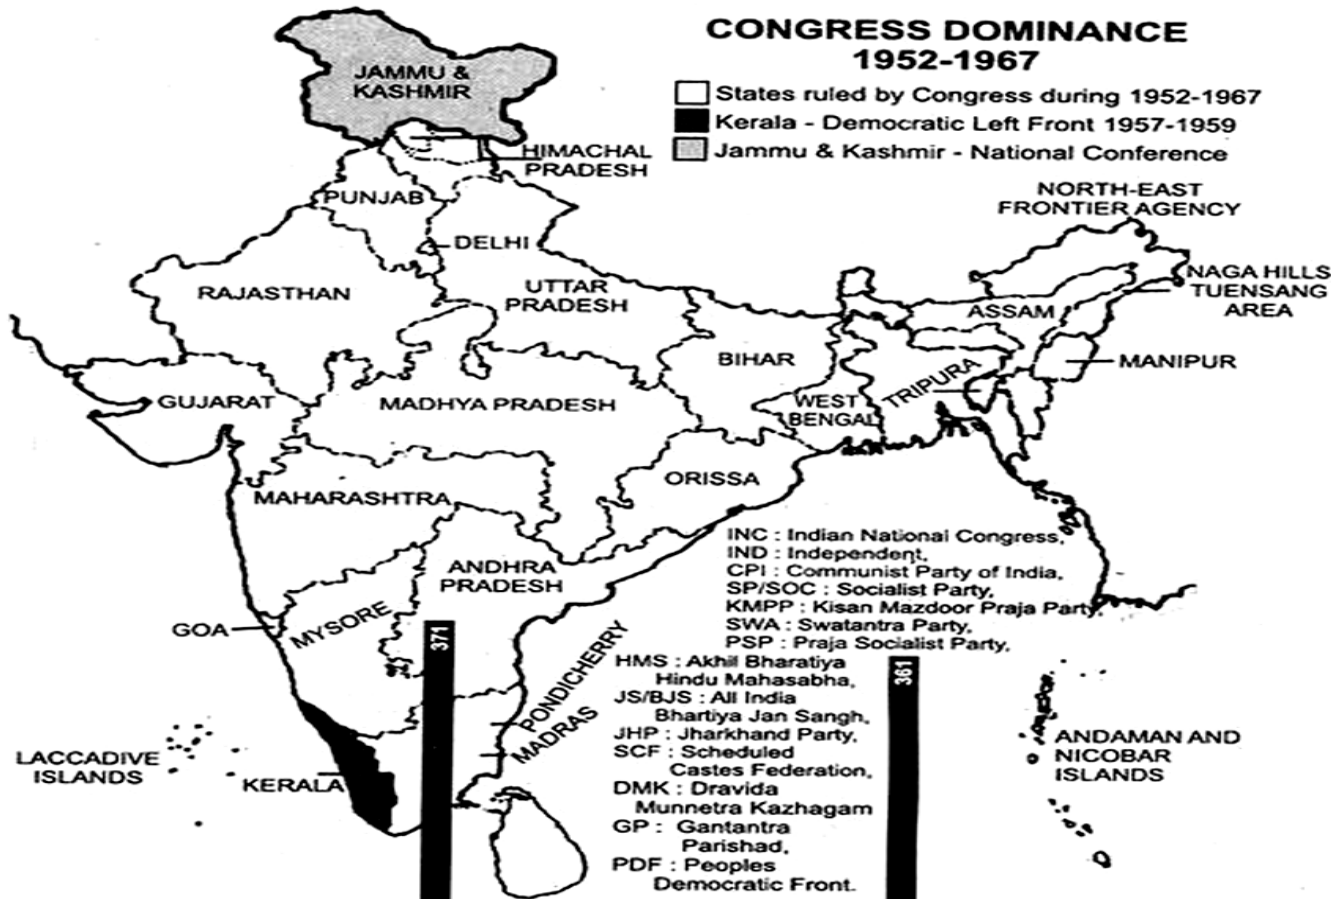 CONGRESS DOMINANCE
1952-1967
States ruled by Congress during 1952-1967
Kerala - Democratic Left Front 1957-1959
Jammu & Kashmir - National Conference
JAMMU &
KASHMIR
HIMACHAL
PRADESH
PUNJAB
DELHI
RAJASTHAN
UTTAR
PRADESH
NORTH-EAST
FRONTIER AGENCY
NAGA HILLS
TUENSANG
AREA
ASSAM
BIHAR
MANIPUR
TRIPURA
WEST
BENGAL
GUJARAT
MADHYA PRADESH
ORISSA
MAHARASHTRA
ANDHRA
PRADESH
GOA
MYSORE
PONDICHERRY
MADRAS
LACCADIVE
ISLANDS
KERALA
ANDAMAN AND
NICOBAR
ISLANDS
371
361
INC : Indian National Congress,
IND : Independent,
CPI : Communist Party of India,
SP/SOC : Socialist Party,
KMPP : Kisan Mazdoor Praja Party,
SWA : Swatantra Party,
PSP : Praja Socialist Party,
HMS : Akhil Bharatiya
Hindu Mahasabha,
JS/BJS : All India
Bhartiya Jan Sangh,
JHP : Jharkhand Party,
SCF : Scheduled
Castes Federation,
DMK : Dravida
Munnetra Kazhagam
GP : Gantantra
Parishad,
PDF : Peoples
Democratic Front.